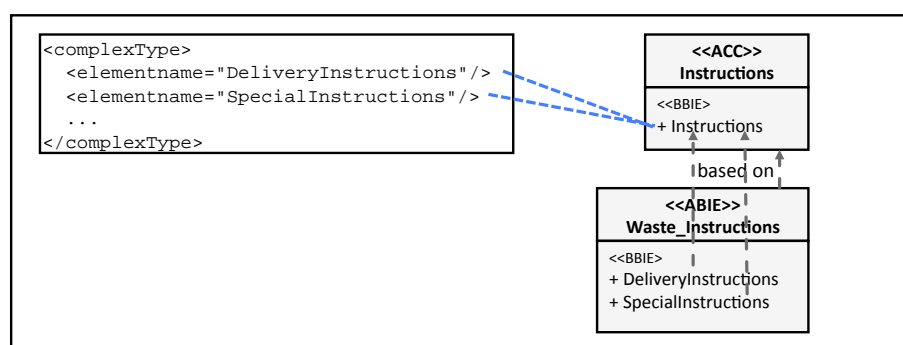 <complexType>
  <elementname="DeliveryInstructions"/>
  <elementname="SpecialInstructions"/>
  ...
</complexType>
<<ACC>>
Instructions
<<BBIE>
+ Instructions
based on
<<ABIE>>
Waste_Instructions
<<BBIE>
+ DeliveryInstructions
+ SpecialInstructions